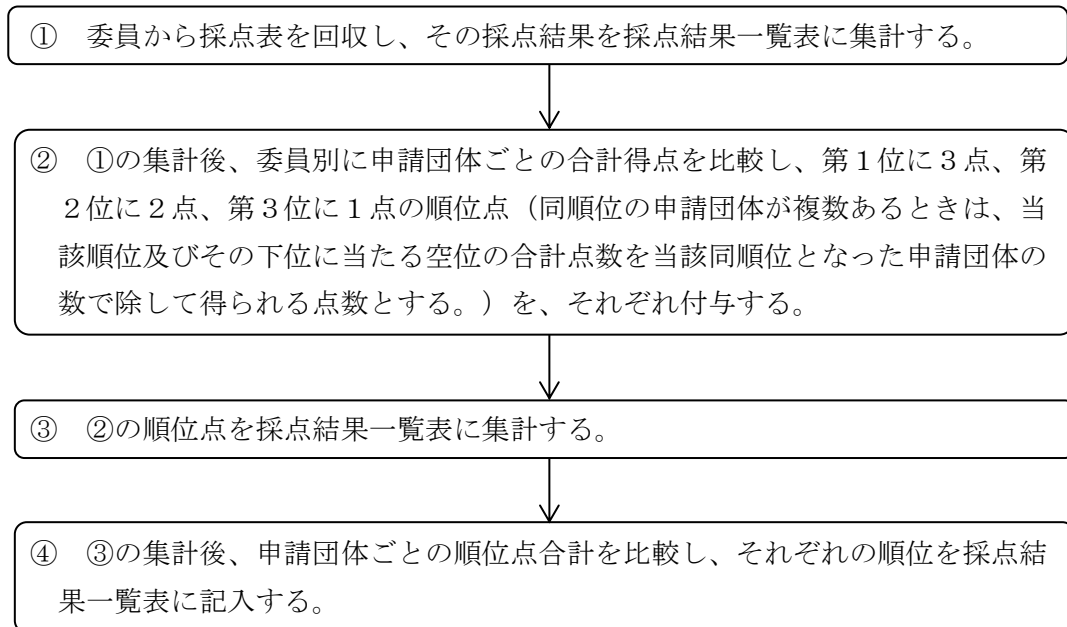 ①　委員から採点表を回収し、その採点結果を採点結果一覧表に集計する。
②　①の集計後、委員別に申請団体ごとの合計得点を比較し、第１位に３点、第
２位に２点、第３位に１点の順位点（同順位の申請団体が複数あるときは、当
該順位及びその下位に当たる空位の合計点数を当該同順位となった申請団体の
数で除して得られる点数とする。）を、それぞれ付与する。
③　②の順位点を採点結果一覧表に集計する。
④　③の集計後、申請団体ごとの順位点合計を比較し、それぞれの順位を採点結
果一覧表に記入する。